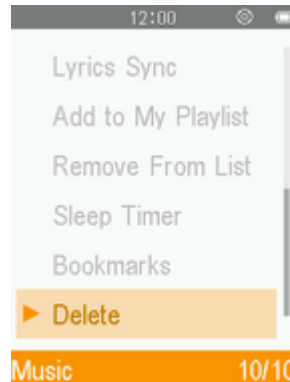 12:00
Lyrics Sync
Add to My Playlist
Remove From List
Sleep Timer
Bookmarks
Delete
Music 10/10